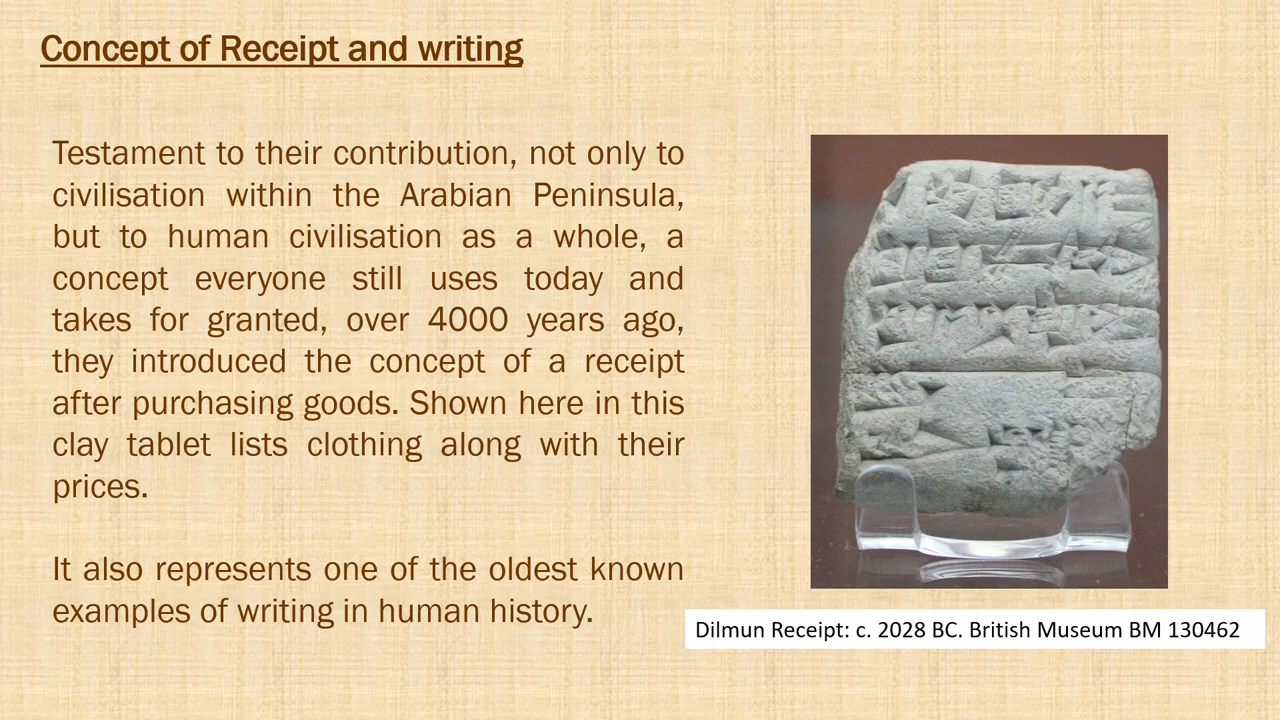 Concept of Receipt and writing
Testament to their contribution, not only to
civilisation within the Arabian Peninsula,
but to human civilisation as a whole, a
concept everyone still uses today and
takes for granted, over 4000 years ago,
they introduced the concept of a receipt
after purchasing goods. Shown here in this
clay tablet lists clothing along with their
prices.
It also represents one of the oldest known
examples of writing in human history.
Dilmun Receipt: c. 2028 BC. British Museum BM 130462